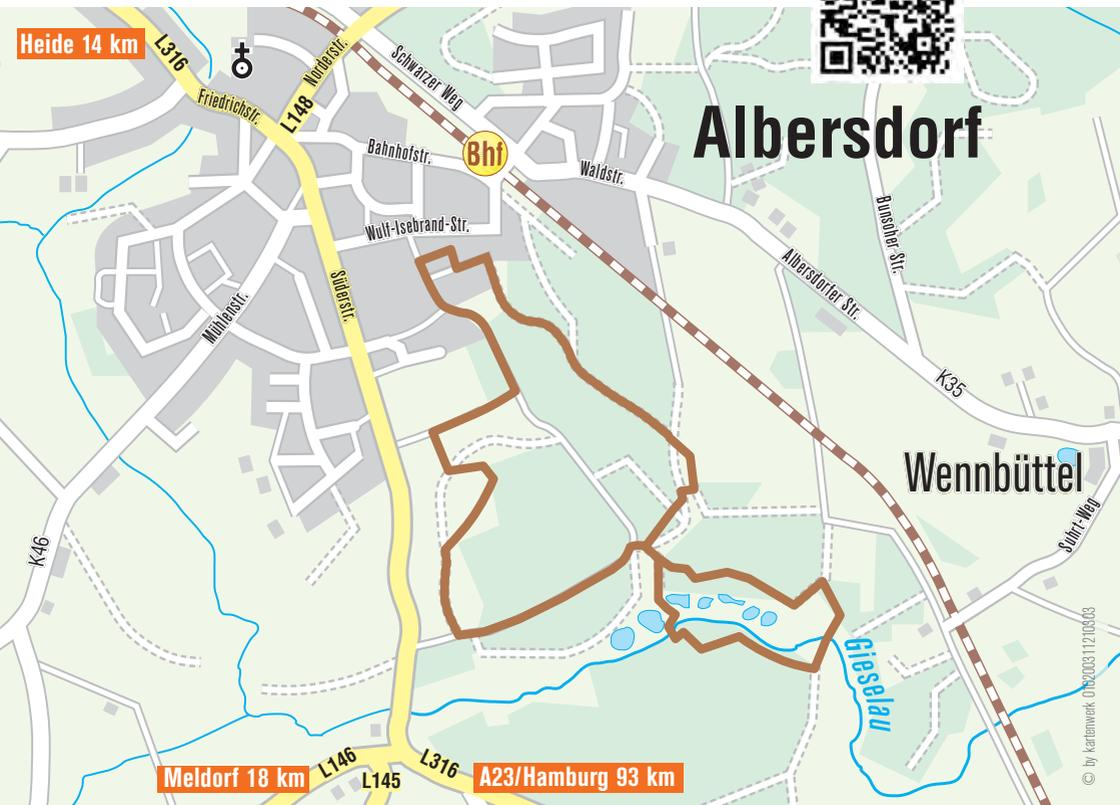 Heide 14 km
L316
Friedrichstr.
L148
Norderstr.
Schwarzer Weg
Bahnhofstr.
Bhf
Waldstr.
Albersdorf
Wulf-Isebrand-Str.
Bunsoher Str.
Albersdorfer Str.
Süderstr.
Mühlenstr.
K35
Wennbüttel
Suhrt-Weg
K46
Gieselau
Meldorf 18 km
L146
L145
L316
A23/Hamburg 93 km
© by kartenwerk 010200311210303